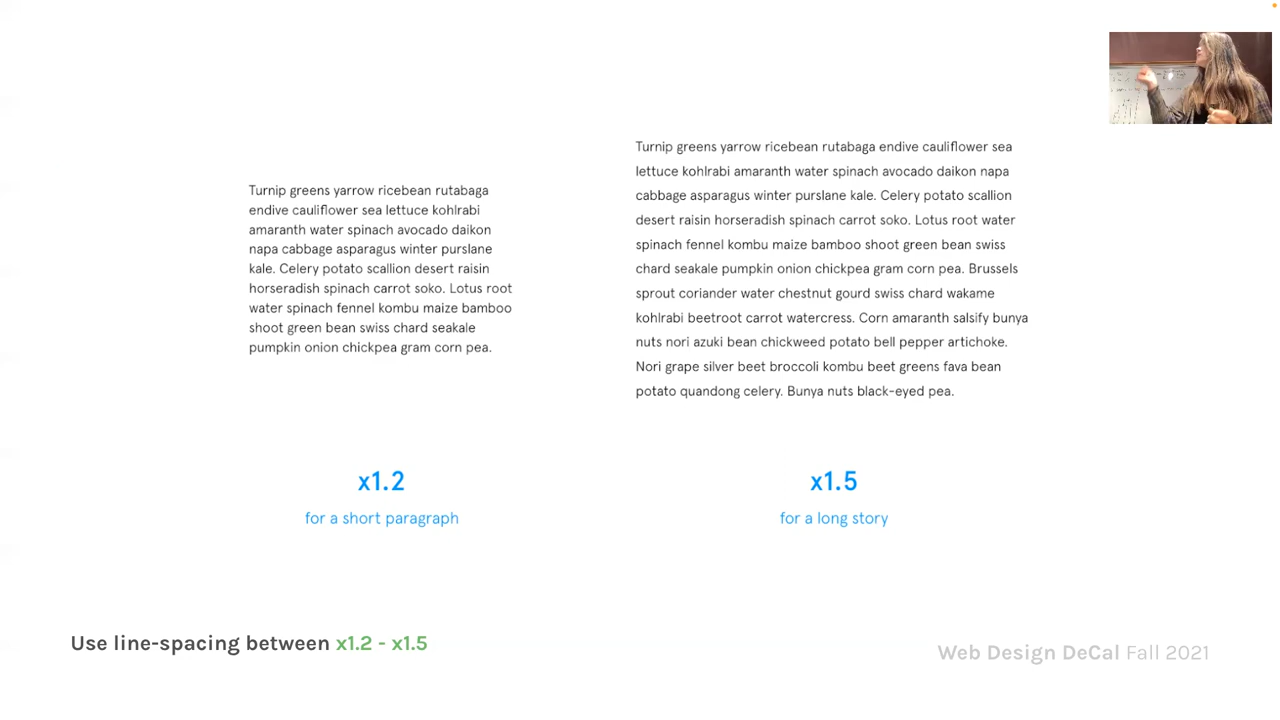 Turnip greens yarrow ricebean rutabaga
endive cauliflower sea lettuce kohlrabi
amaranth water spinach avocado daikon
napa cabbage asparagus winter purslane
kale. Celery potato scallion desert raisin
horseradish spinach carrot soko. Lotus root
water spinach fennel kombu maize bamboo
shoot green bean swiss chard seakale
pumpkin onion chickpea gram corn pea.
x1.2
for a short paragraph
Turnip greens yarrow ricebean rutabaga endive cauliflower sea
lettuce kohlrabi amaranth water spinach avocado daikon napa
cabbage asparagus winter purslane kale. Celery potato scallion
desert raisin horseradish spinach carrot soko. Lotus root water
spinach fennel kombu maize bamboo shoot green bean swiss
chard seakale pumpkin onion chickpea gram corn pea. Brussels
sprout coriander water chestnut gourd swiss chard wakame
kohlrabi beetroot carrot watercress. Corn amaranth salsify bunya
nuts nori azuki bean chickweed potato bell pepper artichoke.
Nori grape silver beet broccoli kombu beet greens fava bean
potato quandong celery. Bunya nuts black-eyed pea.
x1.5
for a long story
Use line-spacing between x1.2 - x1.5
Web Design DeCal Fall 2021